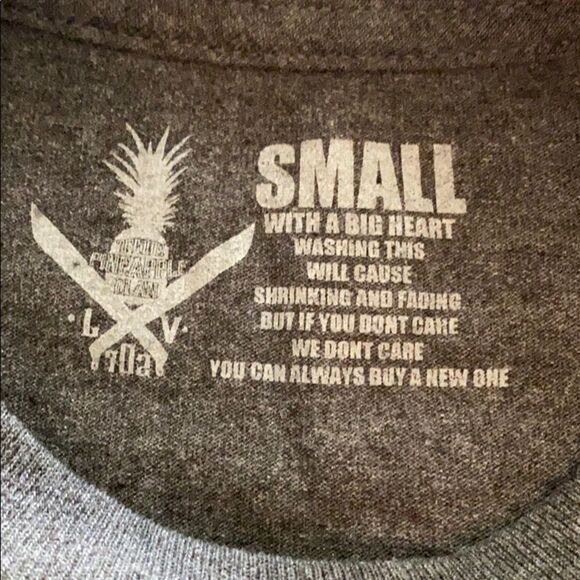 PINEAPPLE
L V
702
SMALL
WITH A BIG HEART
WASHING THIS
WILL CAUSE
SHRINKING AND FADING
BUT IF YOU DONT CARE
WE DONT CARE
YOU CAN ALWAYS BUY A NEW ONE